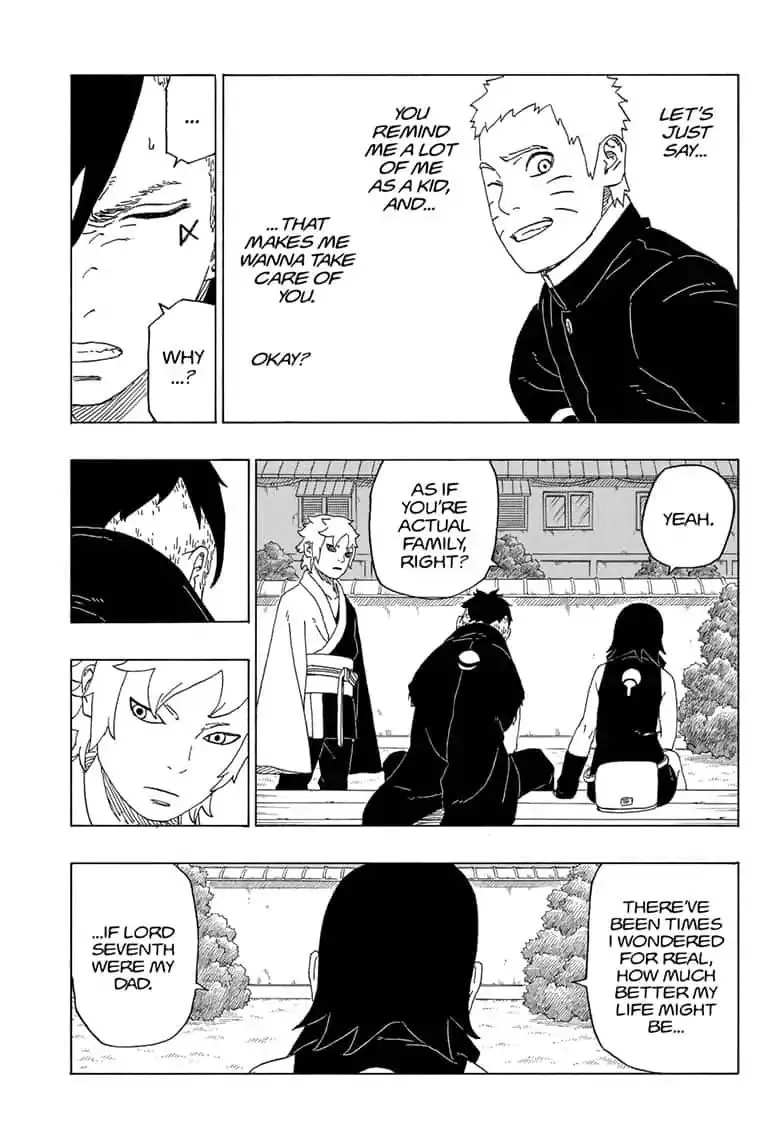 LET'S
JUST
SAY...
YOU
REMIND
ME A LOT
OF ME
AS A KID,
AND...
...THAT
MAKES ME
WANNA TAKE
CARE OF
YOU.
OKAY?
...
WHY
...?
YEAH.
AS IF
YOU'RE
ACTUAL
FAMILY,
RIGHT?
THERE'VE
BEEN TIMES
I WONDERED
FOR REAL,
HOW MUCH
BETTER MY
LIFE MIGHT
BE...
...IF LORD
SEVENTH
WERE MY
DAD.